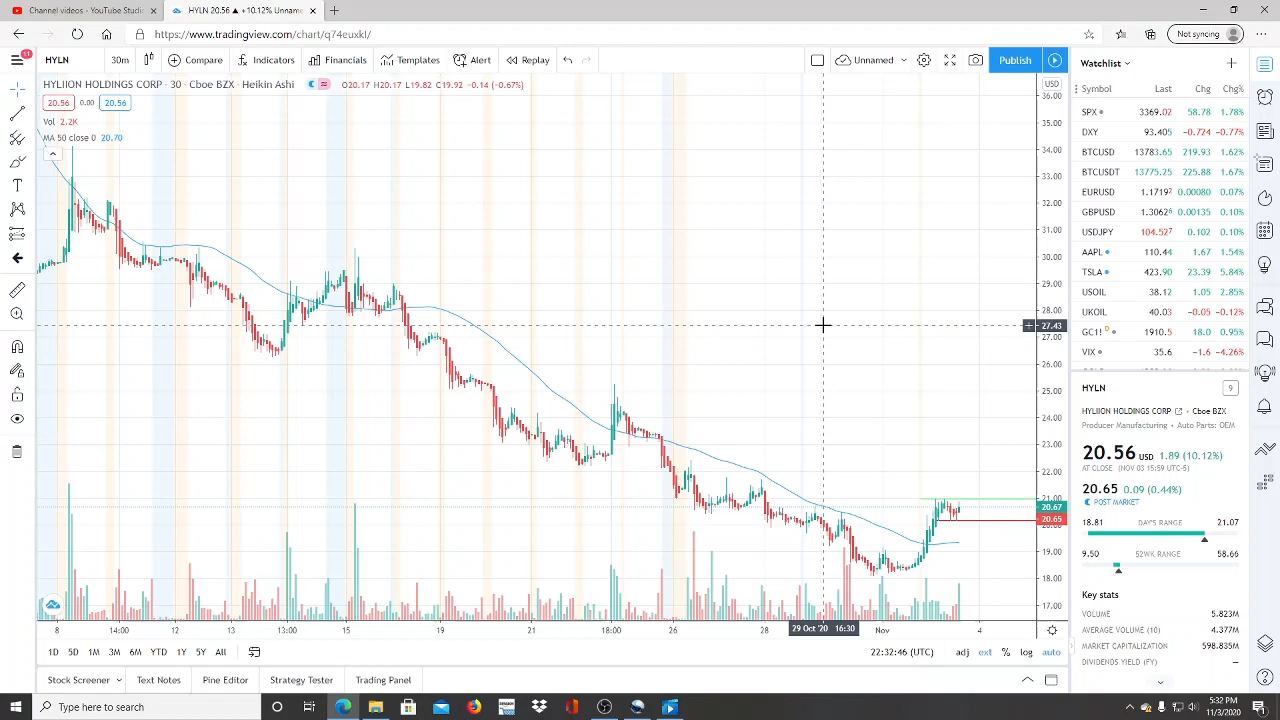 Channel videos - YouTube Studio
HYLN 20.56 ▲ +10.12% Unname
https://www.tradingview.com/chart/q74euxkI/
Not syncing
11
HYLN
30m
Compare
Indicators
Financials
Templates
Alert
Replay
Unnamed
Publish
HYLIION HOLDINGS CORP · 30 · Cboe BZX · Heikin Ashi
O20.17 H20.17 L19.82 C19.92 -0.14 (-0.67%)
20.56 0.00 20.56
Vol 2.2K
MA 50 close 0 20.70
USD
36.00
35.00
34.00
33.00
32.00
31.00
30.00
29.00
28.00
27.43
27.00
26.00
25.00
24.00
23.00
22.00
21.00
20.67
20.65
19.00
18.00
17.00
8 14:00 12 13 13:00 15 19 21 18:00 26 28 29 Oct '20 16:30 Nov 4
1D 5D 1M 3M 6M YTD 1Y 5Y All
22:32:46 (UTC) adj ext % log auto
Stock Screener Text Notes Pine Editor Strategy Tester Trading Panel
Watchlist
Symbol Last Chg Chg%
SPX 3369.02 58.78 1.78%
DXY 93.405 -0.724 -0.77%
BTCUSD 13783.65 219.93 1.62%
BTCUSDT 13775.25 225.88 1.67%
EURUSD 1.17192 0.00080 0.07%
GBPUSD 1.30626 0.00135 0.10%
USDJPY 104.527 0.102 0.10%
AAPL 110.44 1.67 1.54%
TSLA 423.90 23.39 5.84%
USOIL 38.12 1.05 2.85%
UKOIL 40.03 -0.05 -0.12%
GC1! D 1910.5 18.0 0.95%
VIX 35.6 -1.6 -4.26%
HYLN 9
HYLIION HOLDINGS CORP · Cboe BZX
Producer Manufacturing · Auto Parts: OEM
20.56 USD 1.89 (10.12%)
AT CLOSE (NOV 03 15:59 UTC-5)
20.65 0.09 (0.44%)
POST MARKET
18.81 DAY'S RANGE 21.07
9.50 52WK RANGE 58.66
Key stats
VOLUME 5.823M
AVERAGE VOLUME (10) 4.377M
MARKET CAPITALIZATION 598.835M
DIVIDENDS YIELD (FY) —
Type here to search
5:32 PM
11/3/2020